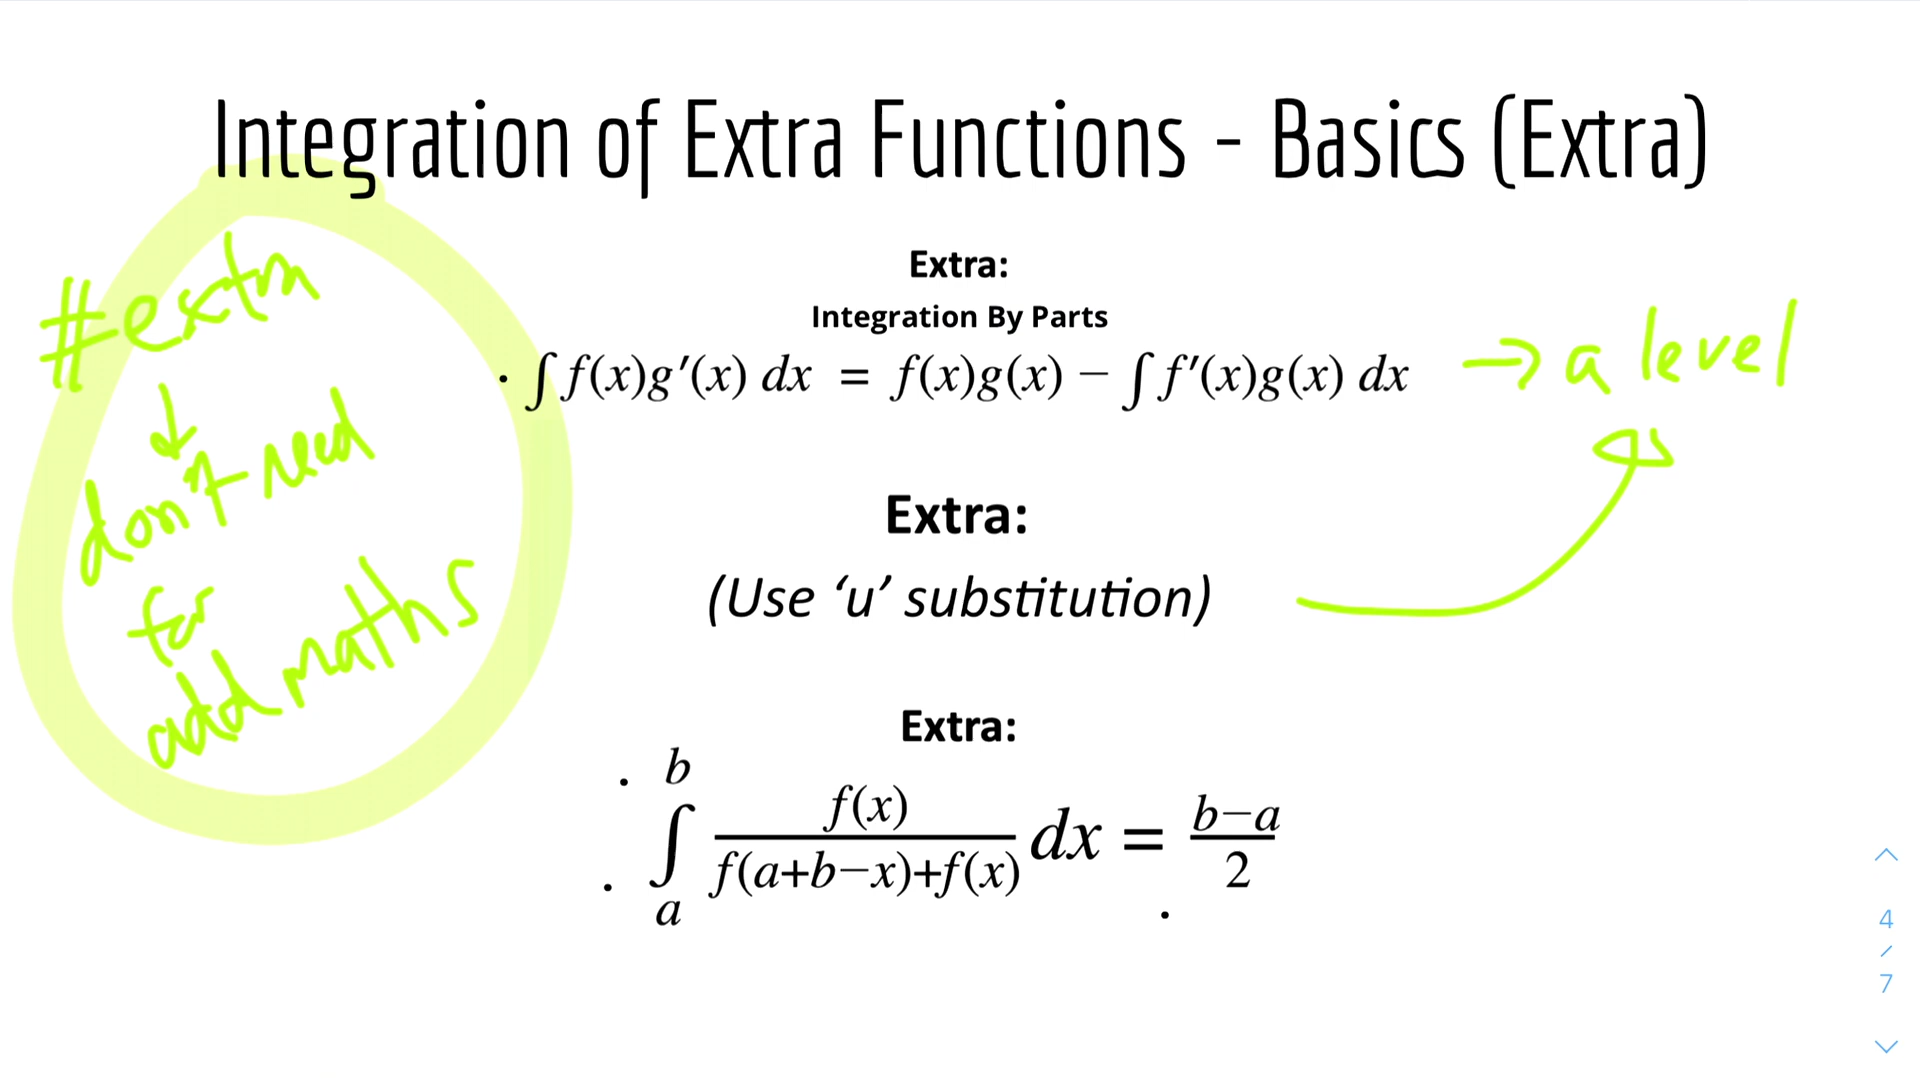 Integration of Extra Functions - Basics (Extra)
#extra
↓
don't need
for
add maths
Extra:
Integration By Parts
· ∫ f(x)g′(x) dx = f(x)g(x) − ∫ f′(x)g(x) dx → a level
Extra:
(Use ‘u’ substitution)
Extra:
∫_a^b f(x)/(f(a+b−x)+f(x)) dx = (b−a)/2
4
/
7